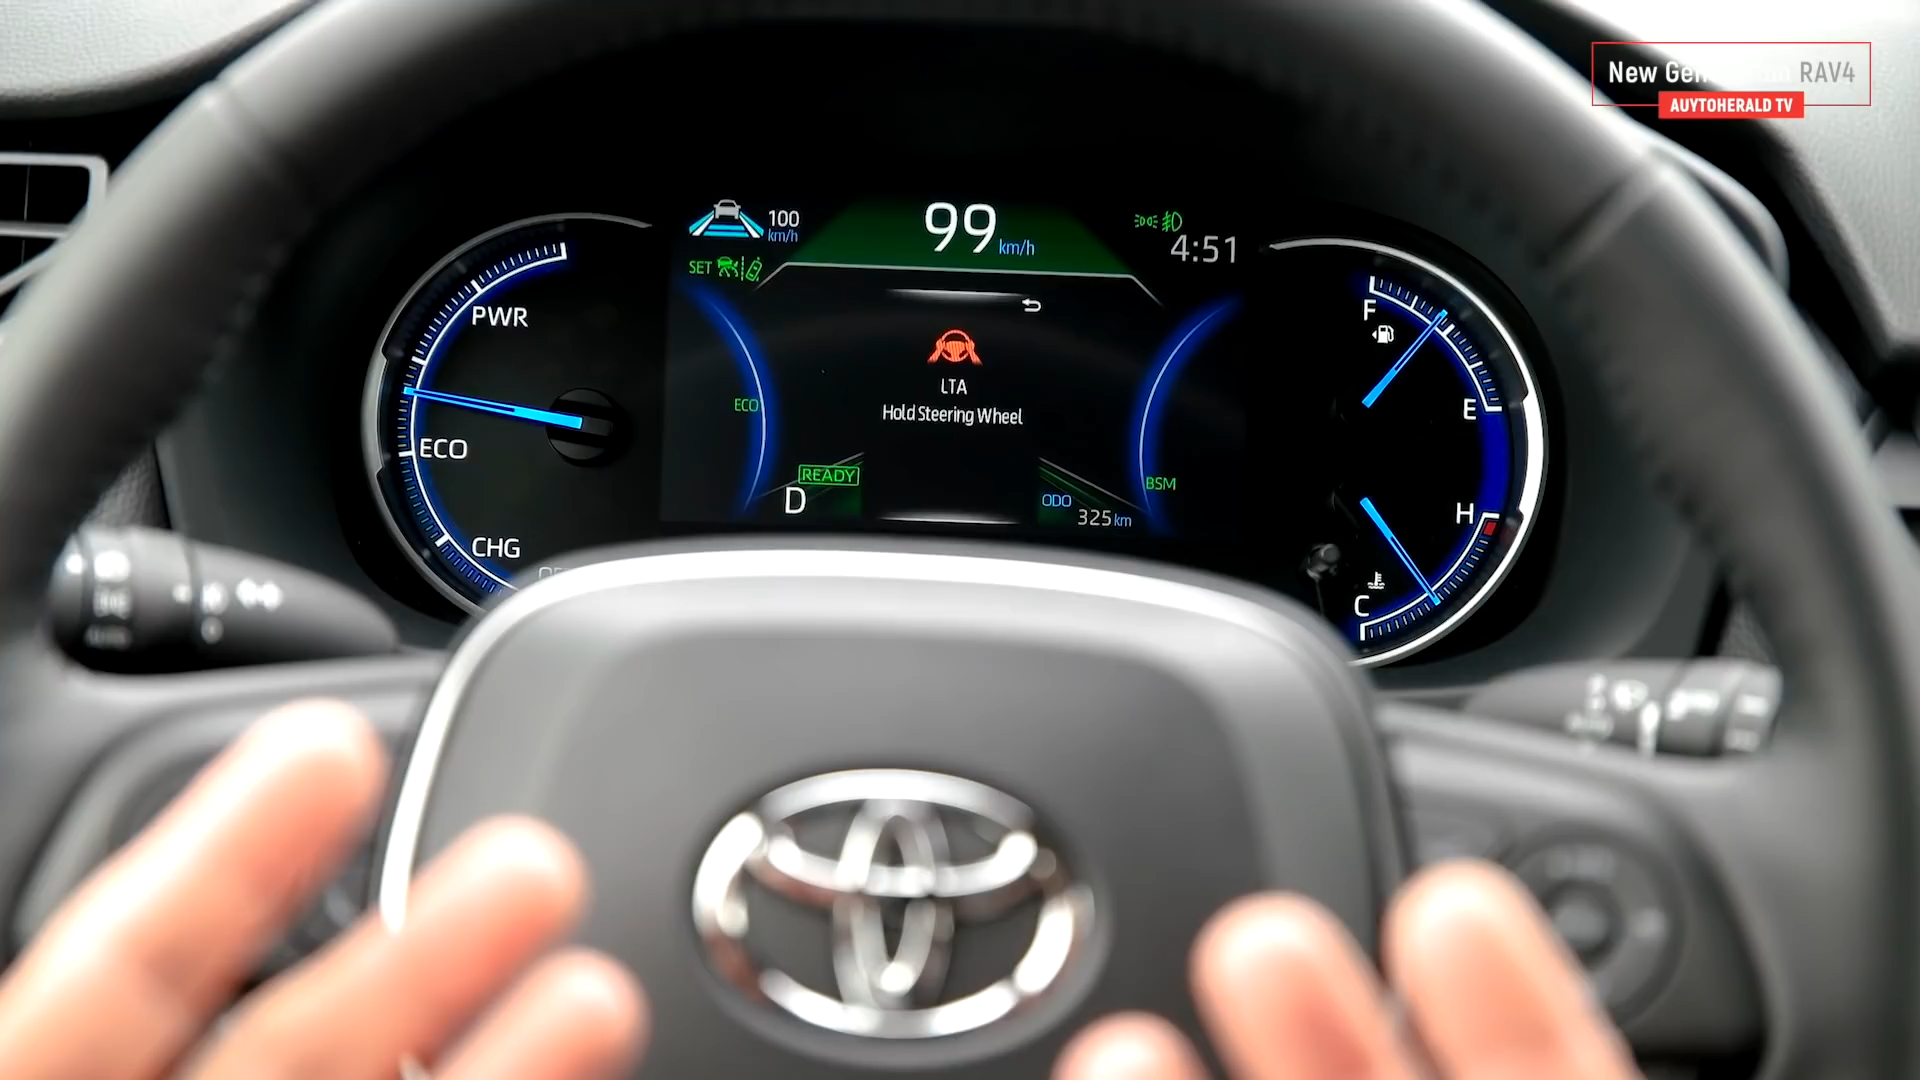 New Gen RAV4
AUYTOHERALD TV
100
km/h
99 km/h
4:51
SET
PWR
F
LTA
Hold Steering Wheel
ECO
E
ECO
READY
BSM
D
ODO
325 km
H
CHG
C